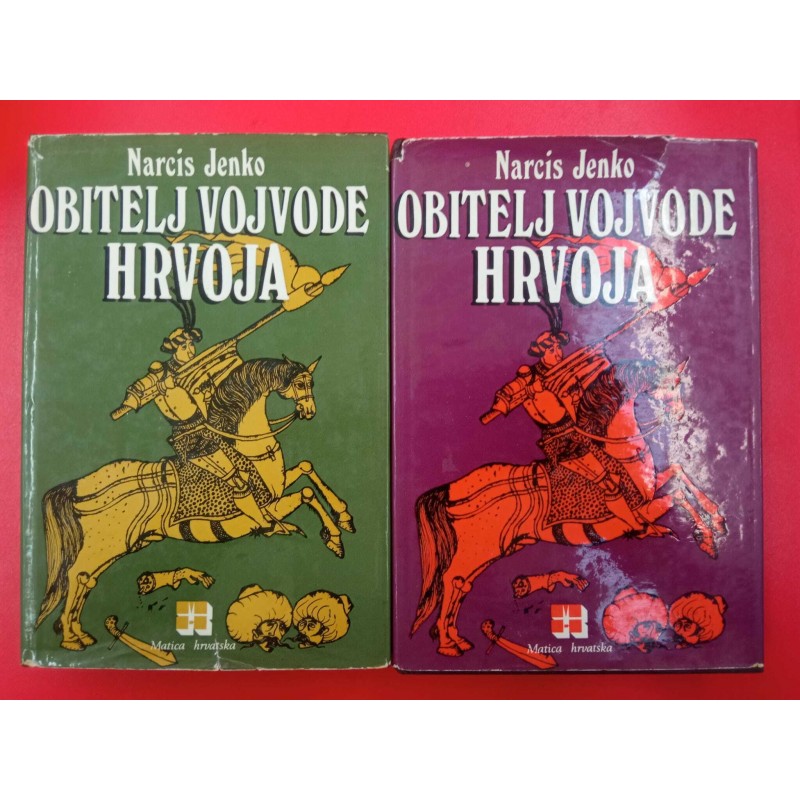 Narcis Jenko
OBITELJ VOJVODE
HRVOJA
Matica hrvatska
Narcis Jenko
OBITELJ VOJVODE
HRVOJA
Matica hrvatska